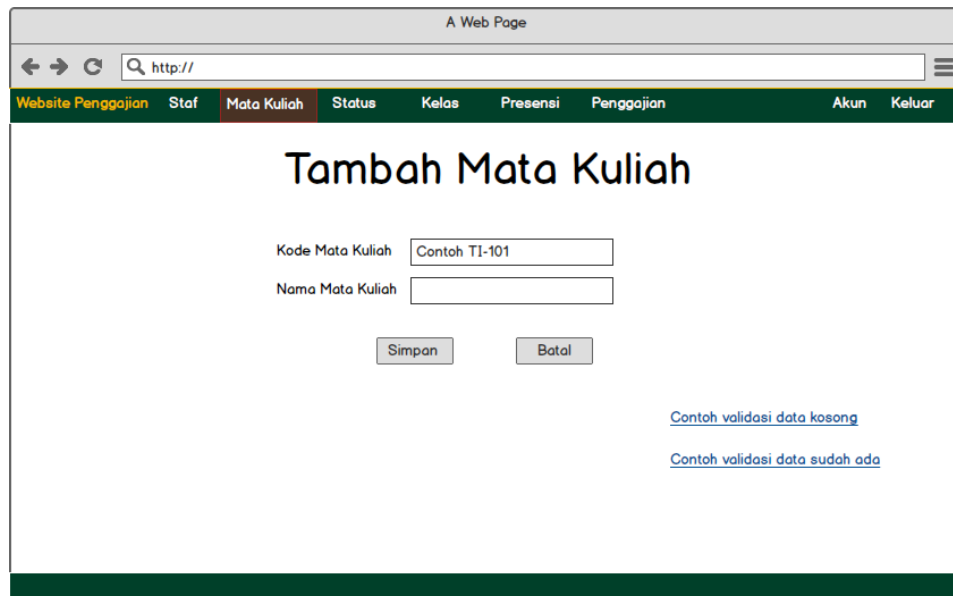 A Web Page
http://
Website Penggajian Staf Mata Kuliah Status Kelas Presensi Penggajian Akun Keluar
Tambah Mata Kuliah
Kode Mata Kuliah Contoh TI-101
Nama Mata Kuliah
Simpan Batal
Contoh validasi data kosong
Contoh validasi data sudah ada